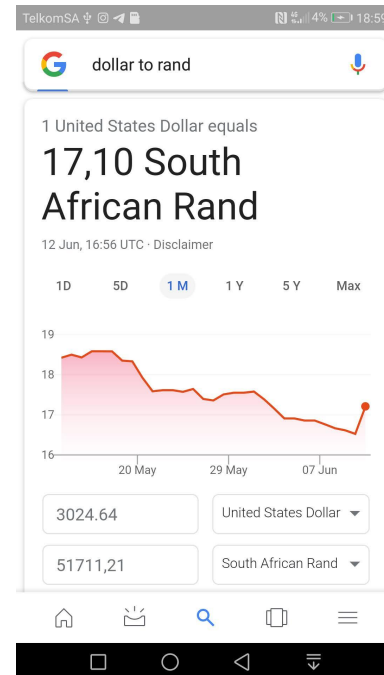 TelkomSA 4G 4% 18:59
G dollar to rand
1 United States Dollar equals
17,10 South
African Rand
12 Jun, 16:56 UTC · Disclaimer
1D 5D 1 M 1 Y 5 Y Max
19
18
17
16
20 May 29 May 07 Jun
3024.64 United States Dollar
51711,21 South African Rand